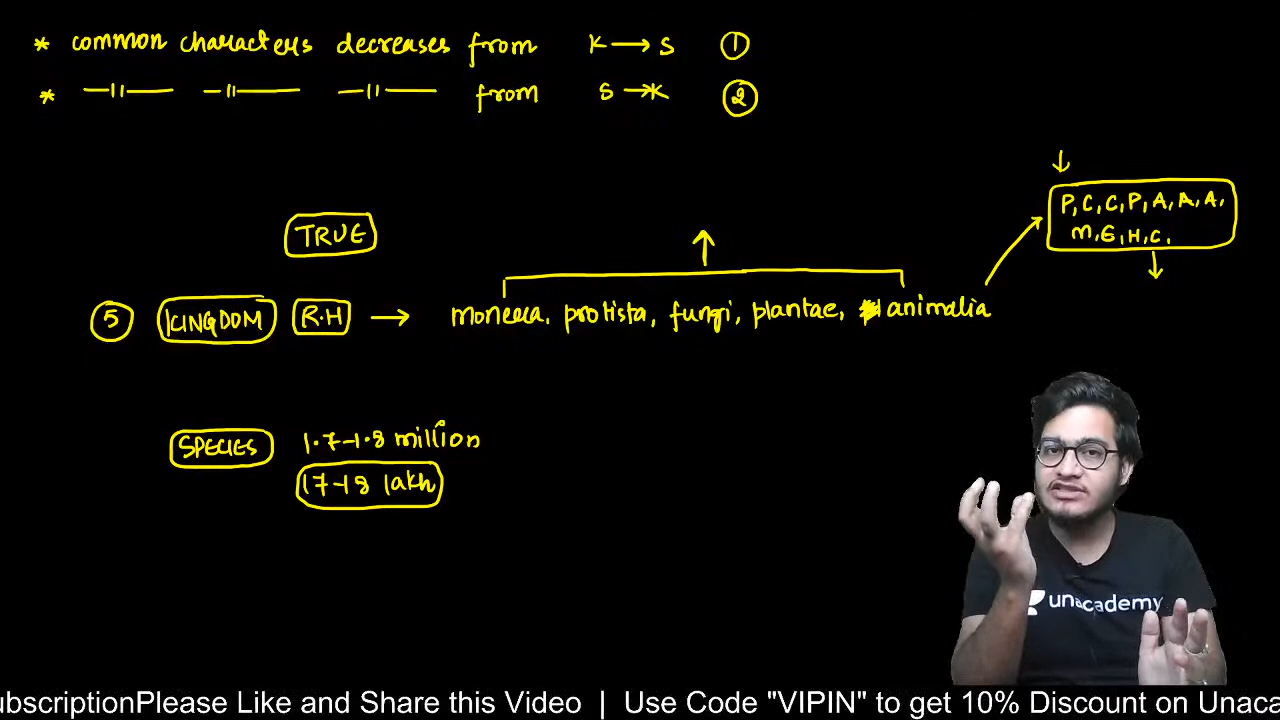 * common characters decreases from K → S ①
* —||— —||— —||— from S → K ②
↓
P, C, C, P, A, A, A,
M, E, H, C,
↓
TRUE
↑
⑤ KINGDOM R.H → monera, protista, fungi, plantae, animalia
SPECIES 1.7-1.8 million
17-18 lakh
unacademy
ubscriptionPlease Like and Share this Video | Use Code "VIPIN" to get 10% Discount on Unaca